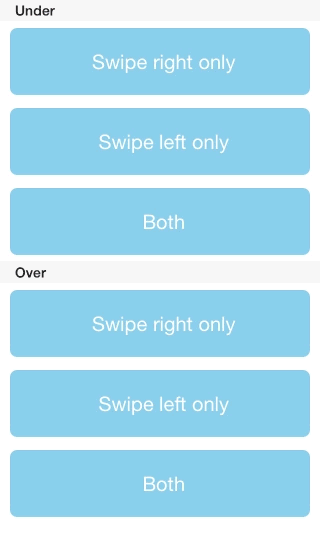 Under
Swipe right only
Swipe left only
Both
Over
Swipe right only
Swipe left only
Both